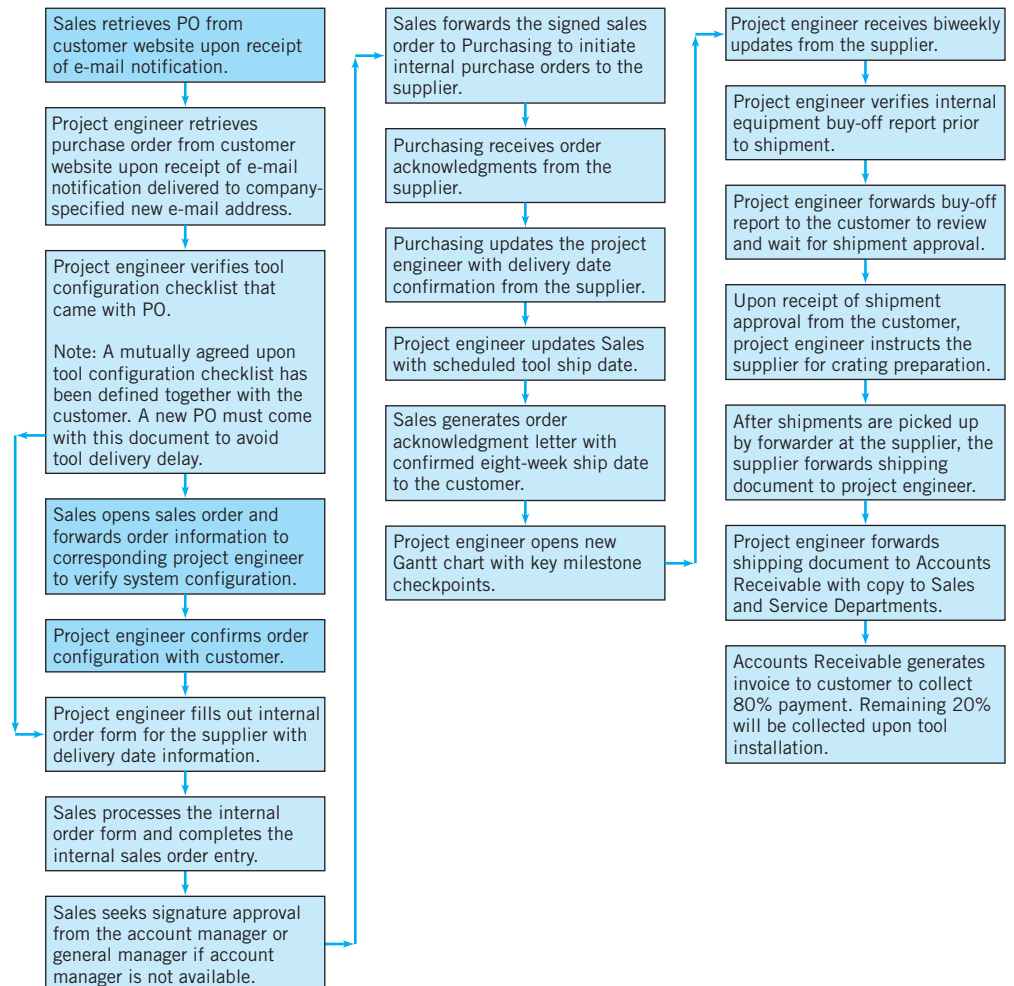 Sales retrieves PO from
customer website upon receipt
of e-mail notification.
Project engineer retrieves
purchase order from customer
website upon receipt of e-mail
notification delivered to company-
specified new e-mail address.
Project engineer verifies tool
configuration checklist that
came with PO.
Note: A mutually agreed upon
tool configuration checklist has
been defined together with the
customer. A new PO must come
with this document to avoid
tool delivery delay.
Sales opens sales order and
forwards order information to
corresponding project engineer
to verify system configuration.
Project engineer confirms order
configuration with customer.
Project engineer fills out internal
order form for the supplier with
delivery date information.
Sales processes the internal
order form and completes the
internal sales order entry.
Sales seeks signature approval
from the account manager or
general manager if account
manager is not available.
Sales forwards the signed sales
order to Purchasing to initiate
internal purchase orders to the
supplier.
Purchasing receives order
acknowledgments from the
supplier.
Purchasing updates the project
engineer with delivery date
confirmation from the supplier.
Project engineer updates Sales
with scheduled tool ship date.
Sales generates order
acknowledgment letter with
confirmed eight-week ship date
to the customer.
Project engineer opens new
Gantt chart with key milestone
checkpoints.
Project engineer receives biweekly
updates from the supplier.
Project engineer verifies internal
equipment buy-off report prior
to shipment.
Project engineer forwards buy-off
report to the customer to review
and wait for shipment approval.
Upon receipt of shipment
approval from the customer,
project engineer instructs the
supplier for crating preparation.
After shipments are picked up
by forwarder at the supplier, the
supplier forwards shipping
document to project engineer.
Project engineer forwards
shipping document to Accounts
Receivable with copy to Sales
and Service Departments.
Accounts Receivable generates
invoice to customer to collect
80% payment. Remaining 20%
will be collected upon tool
installation.